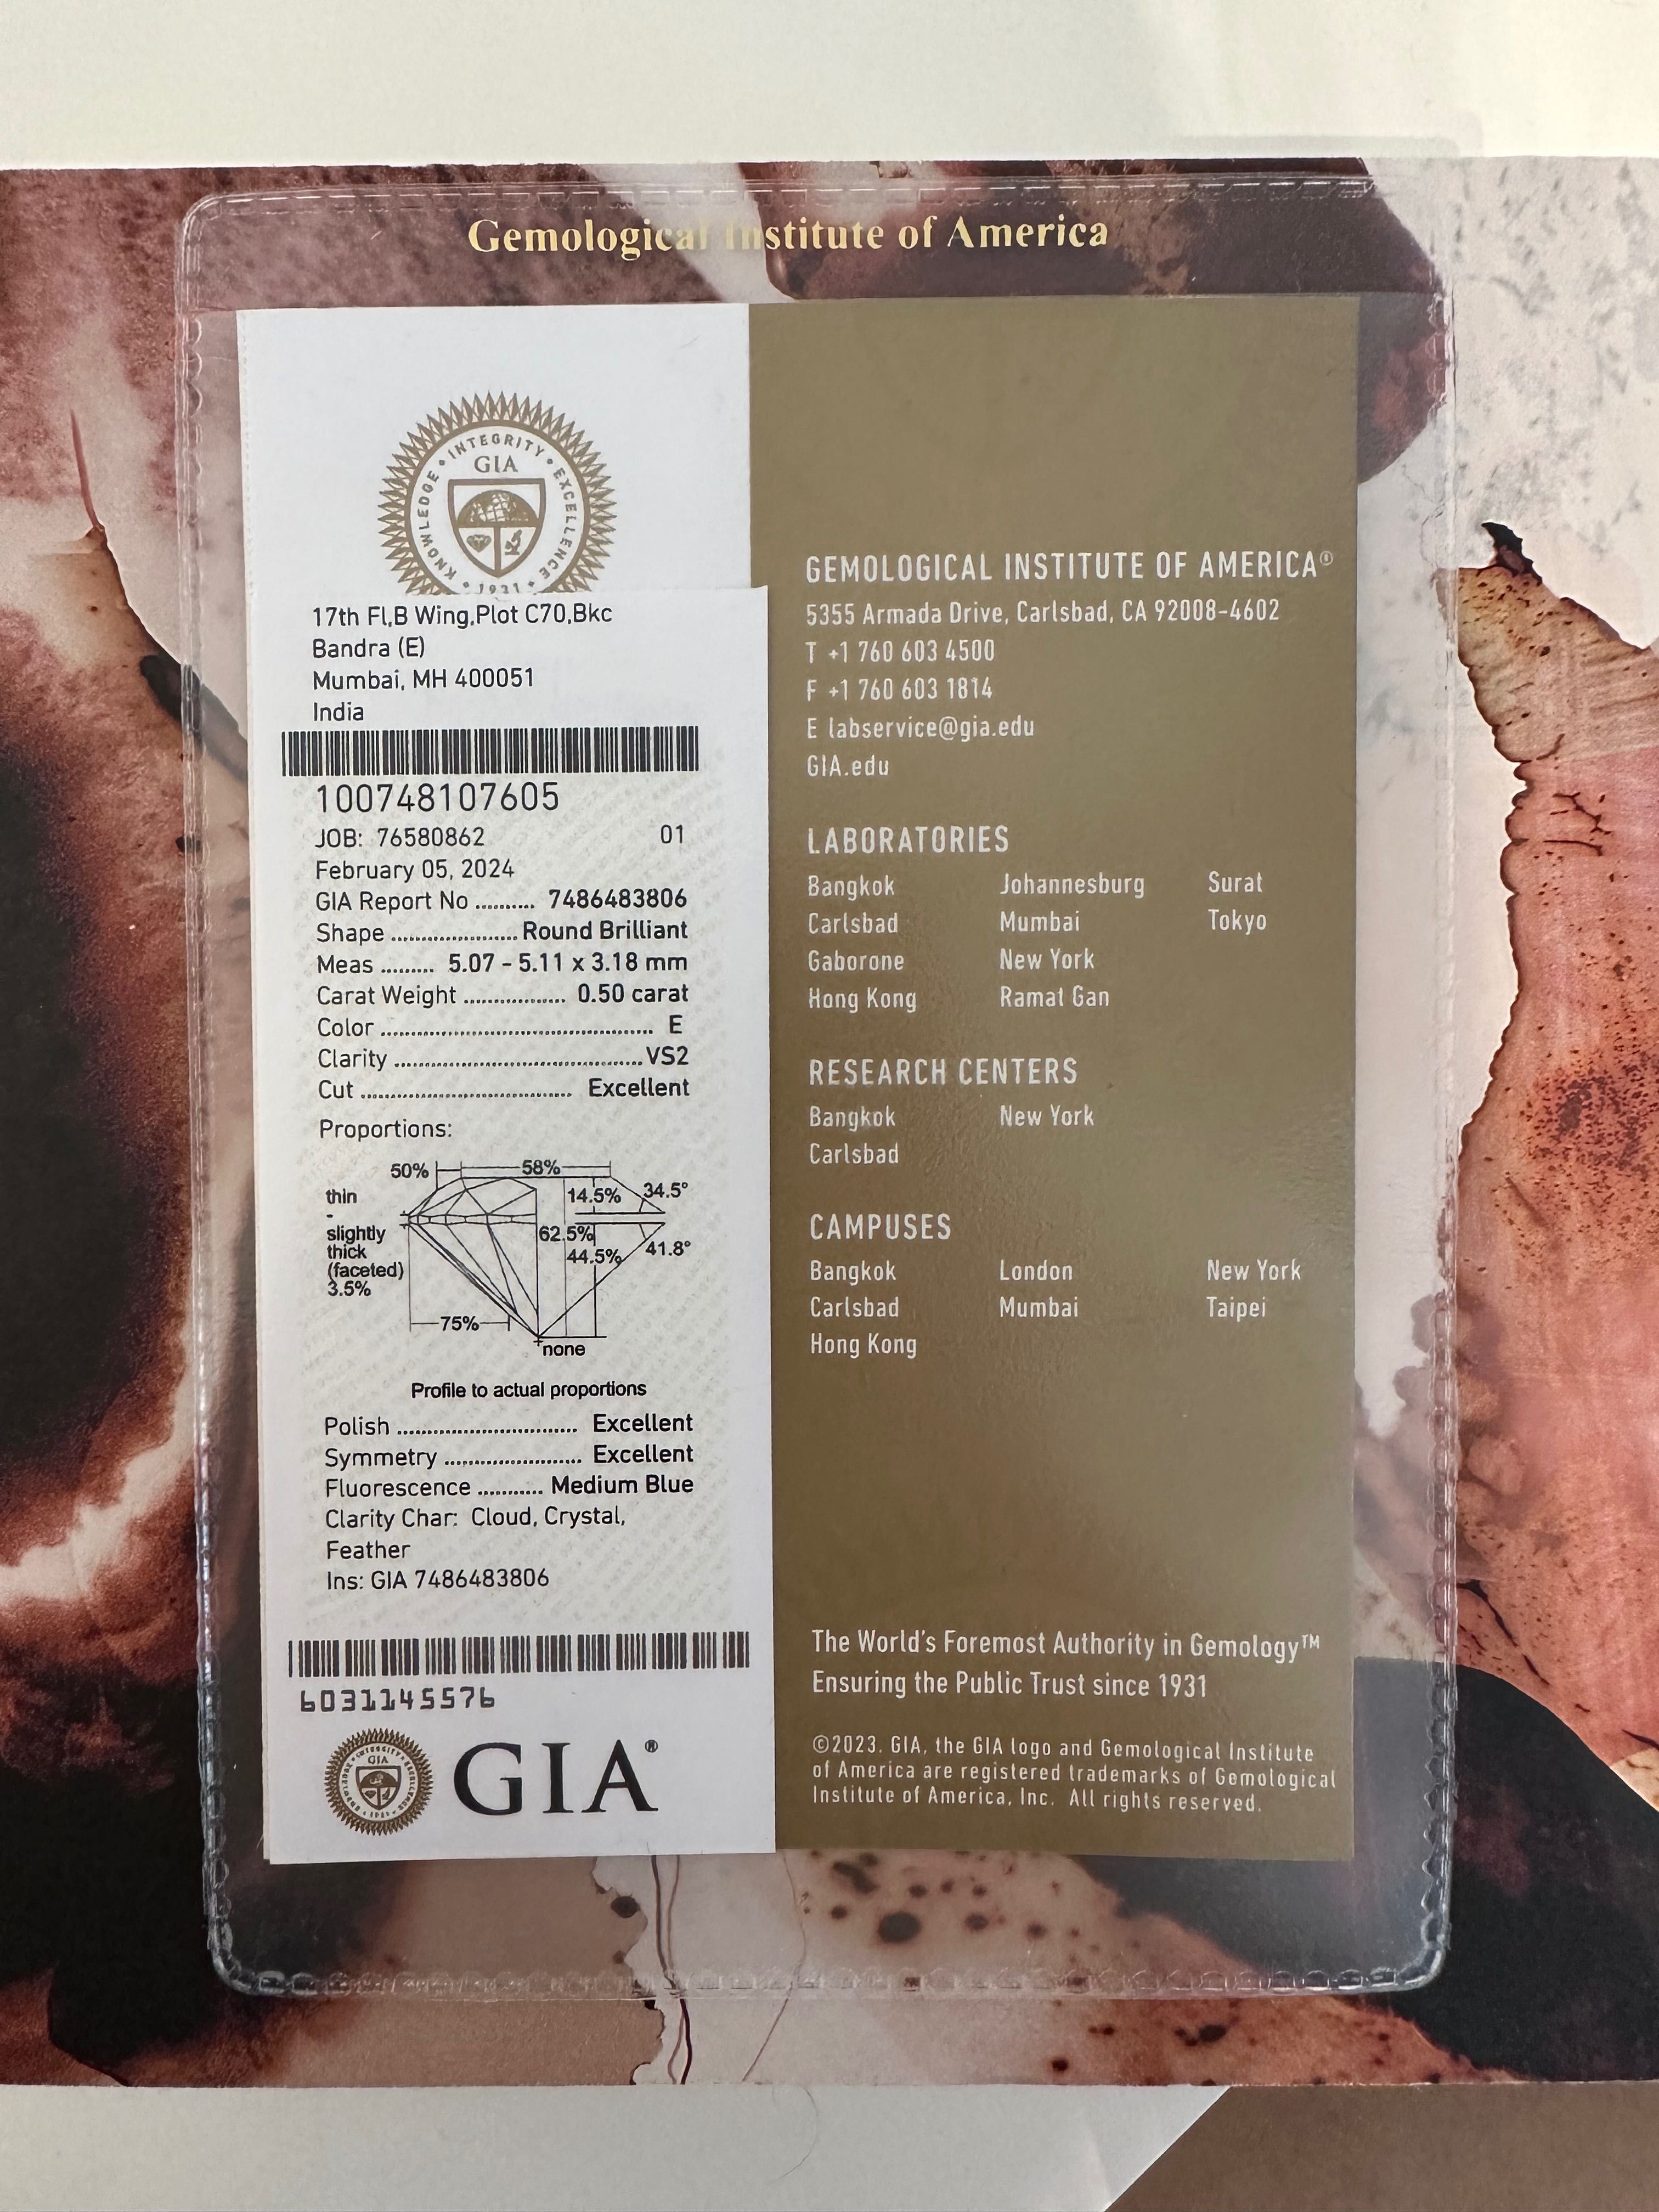 Gemological Institute of America
KNOWLEDGE • INTEGRITY • EXCELLENCE
GIA
• 1931 •
17th Fl,B Wing,Plot C70,Bkc
Bandra (E)
Mumbai, MH 400051
India
100748107605
JOB: 76580862 01
February 05, 2024
GIA Report No .......... 7486483806
Shape ...................... Round Brilliant
Meas ......... 5.07 - 5.11 x 3.18 mm
Carat Weight ................. 0.50 carat
Color ............................................. E
Clarity ......................................... VS2
Cut ................................... Excellent
Proportions:
50% 58%
thin 14.5% 34.5°
-
slightly 62.5%
thick 44.5% 41.8°
(faceted)
3.5%
75%
none
Profile to actual proportions
Polish .............................. Excellent
Symmetry ....................... Excellent
Fluorescence ........... Medium Blue
Clarity Char: Cloud, Crystal,
Feather
Ins: GIA 7486483806
6031145576
GIA®
GEMOLOGICAL INSTITUTE OF AMERICA®
5355 Armada Drive, Carlsbad, CA 92008-4602
T +1 760 603 4500
F +1 760 603 1814
E labservice@gia.edu
GIA.edu
LABORATORIES
Bangkok Johannesburg Surat
Carlsbad Mumbai Tokyo
Gaborone New York
Hong Kong Ramat Gan
RESEARCH CENTERS
Bangkok New York
Carlsbad
CAMPUSES
Bangkok London New York
Carlsbad Mumbai Taipei
Hong Kong
The World's Foremost Authority in Gemology™
Ensuring the Public Trust since 1931
©2023. GIA, the GIA logo and Gemological Institute
of America are registered trademarks of Gemological
Institute of America, Inc. All rights reserved.